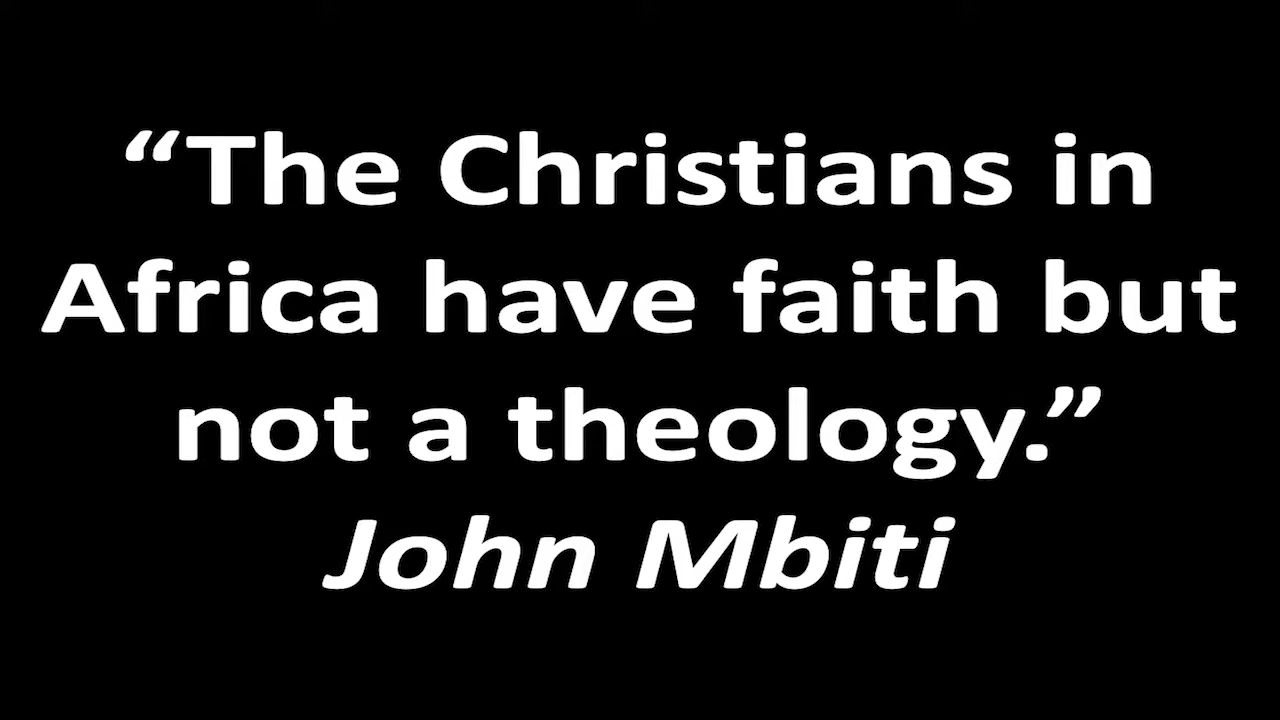 “The Christians in
Africa have faith but
not a theology.”
John Mbiti